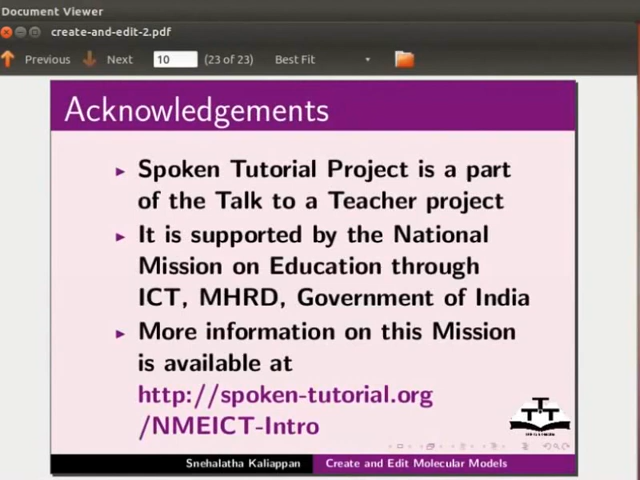 Document Viewer
create-and-edit-2.pdf
Previous Next 10 (23 of 23) Best Fit
Acknowledgements
Spoken Tutorial Project is a part
of the Talk to a Teacher project
It is supported by the National
Mission on Education through
ICT, MHRD, Government of India
More information on this Mission
is available at
http://spoken-tutorial.org
/NMEICT-Intro
Snehalatha Kaliappan Create and Edit Molecular Models